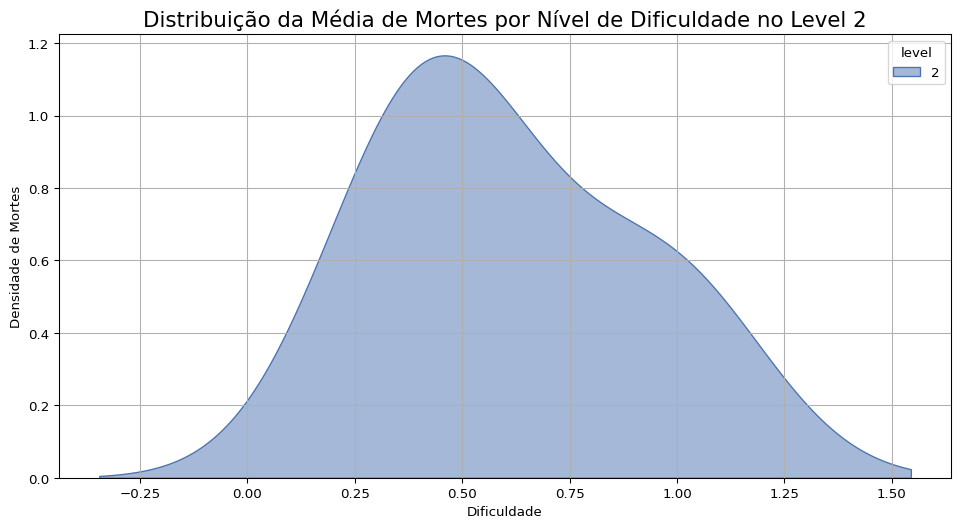 Distribuição da Média de Mortes por Nível de Dificuldade no Level 2
level
2
Densidade de Mortes
1.2
1.0
0.8
0.6
0.4
0.2
0.0
−0.25 0.00 0.25 0.50 0.75 1.00 1.25 1.50
Dificuldade